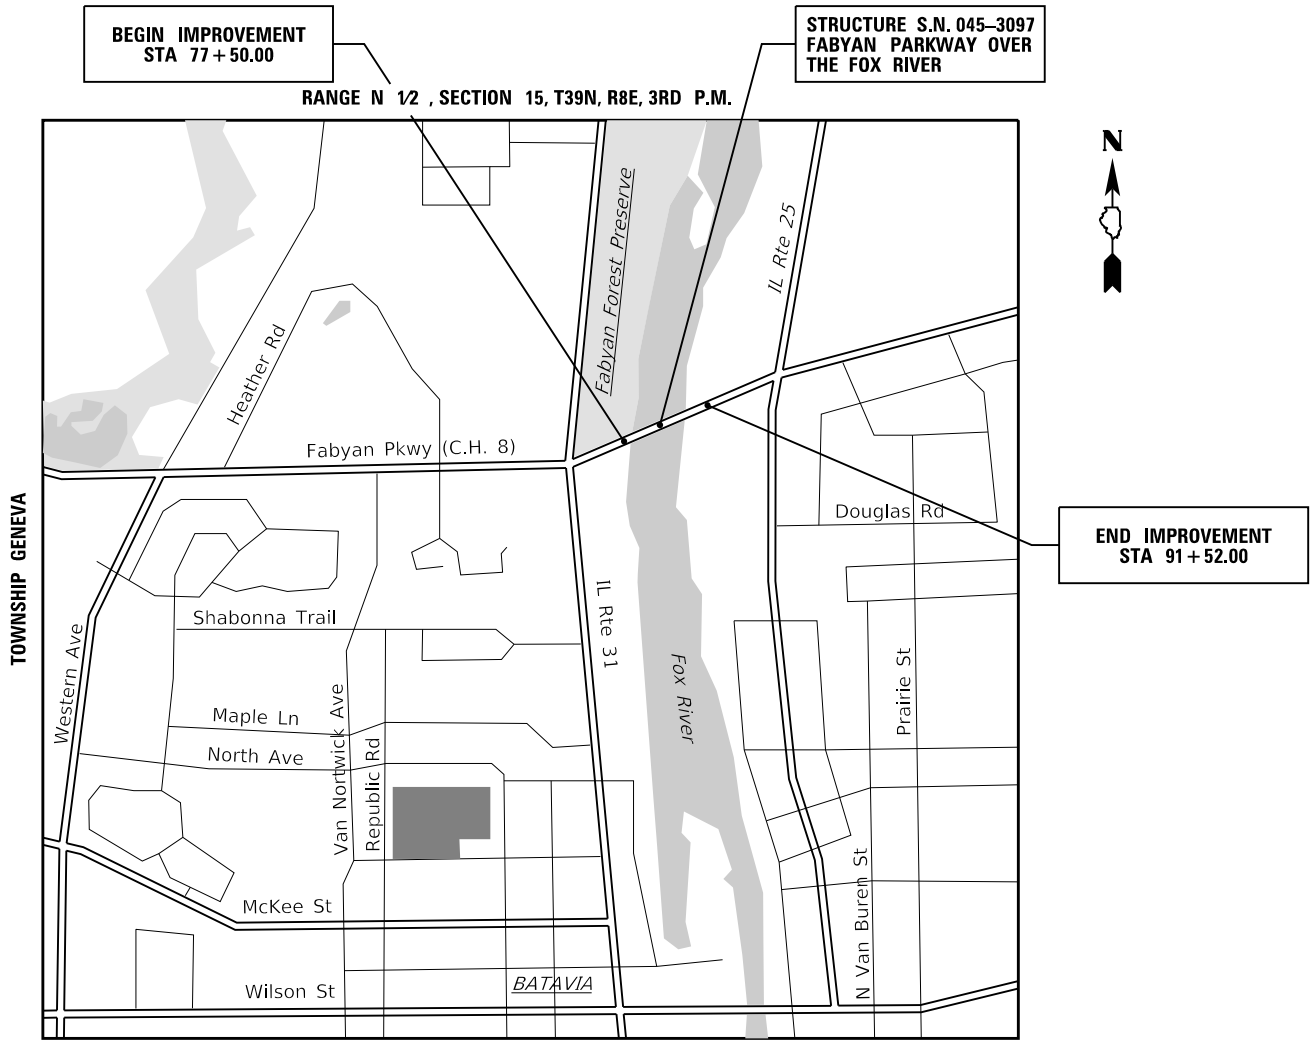 BEGIN IMPROVEMENT
STA 77+50.00
STRUCTURE S.N. 045-3097
FABYAN PARKWAY OVER
THE FOX RIVER
RANGE N 1/2 , SECTION 15, T39N, R8E, 3RD P.M.
N
Fabyan Forest Preserve
IL Rte 25
Heather Rd
Fabyan Pkwy (C.H. 8)
TOWNSHIP GENEVA
Douglas Rd
END IMPROVEMENT
STA 91+52.00
Shabonna Trail
IL Rte 31
Western Ave
Fox River
Prairie St
Maple Ln
North Ave
Van Nortwick Ave
Republic Rd
McKee St
N Van Buren St
Wilson St
BATAVIA